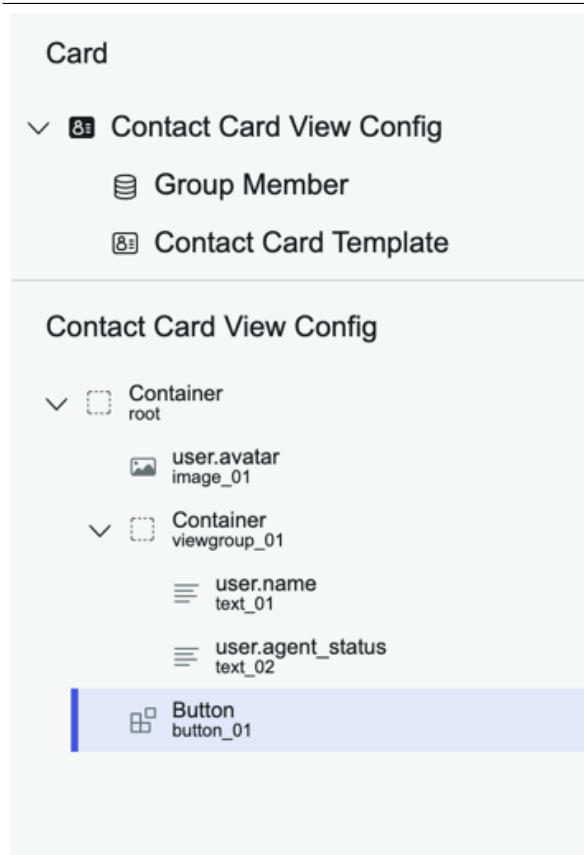 Card
Contact Card View Config
Group Member
Contact Card Template
Contact Card View Config
Container
root
user.avatar
image_01
Container
viewgroup_01
user.name
text_01
user.agent_status
text_02
Button
button_01